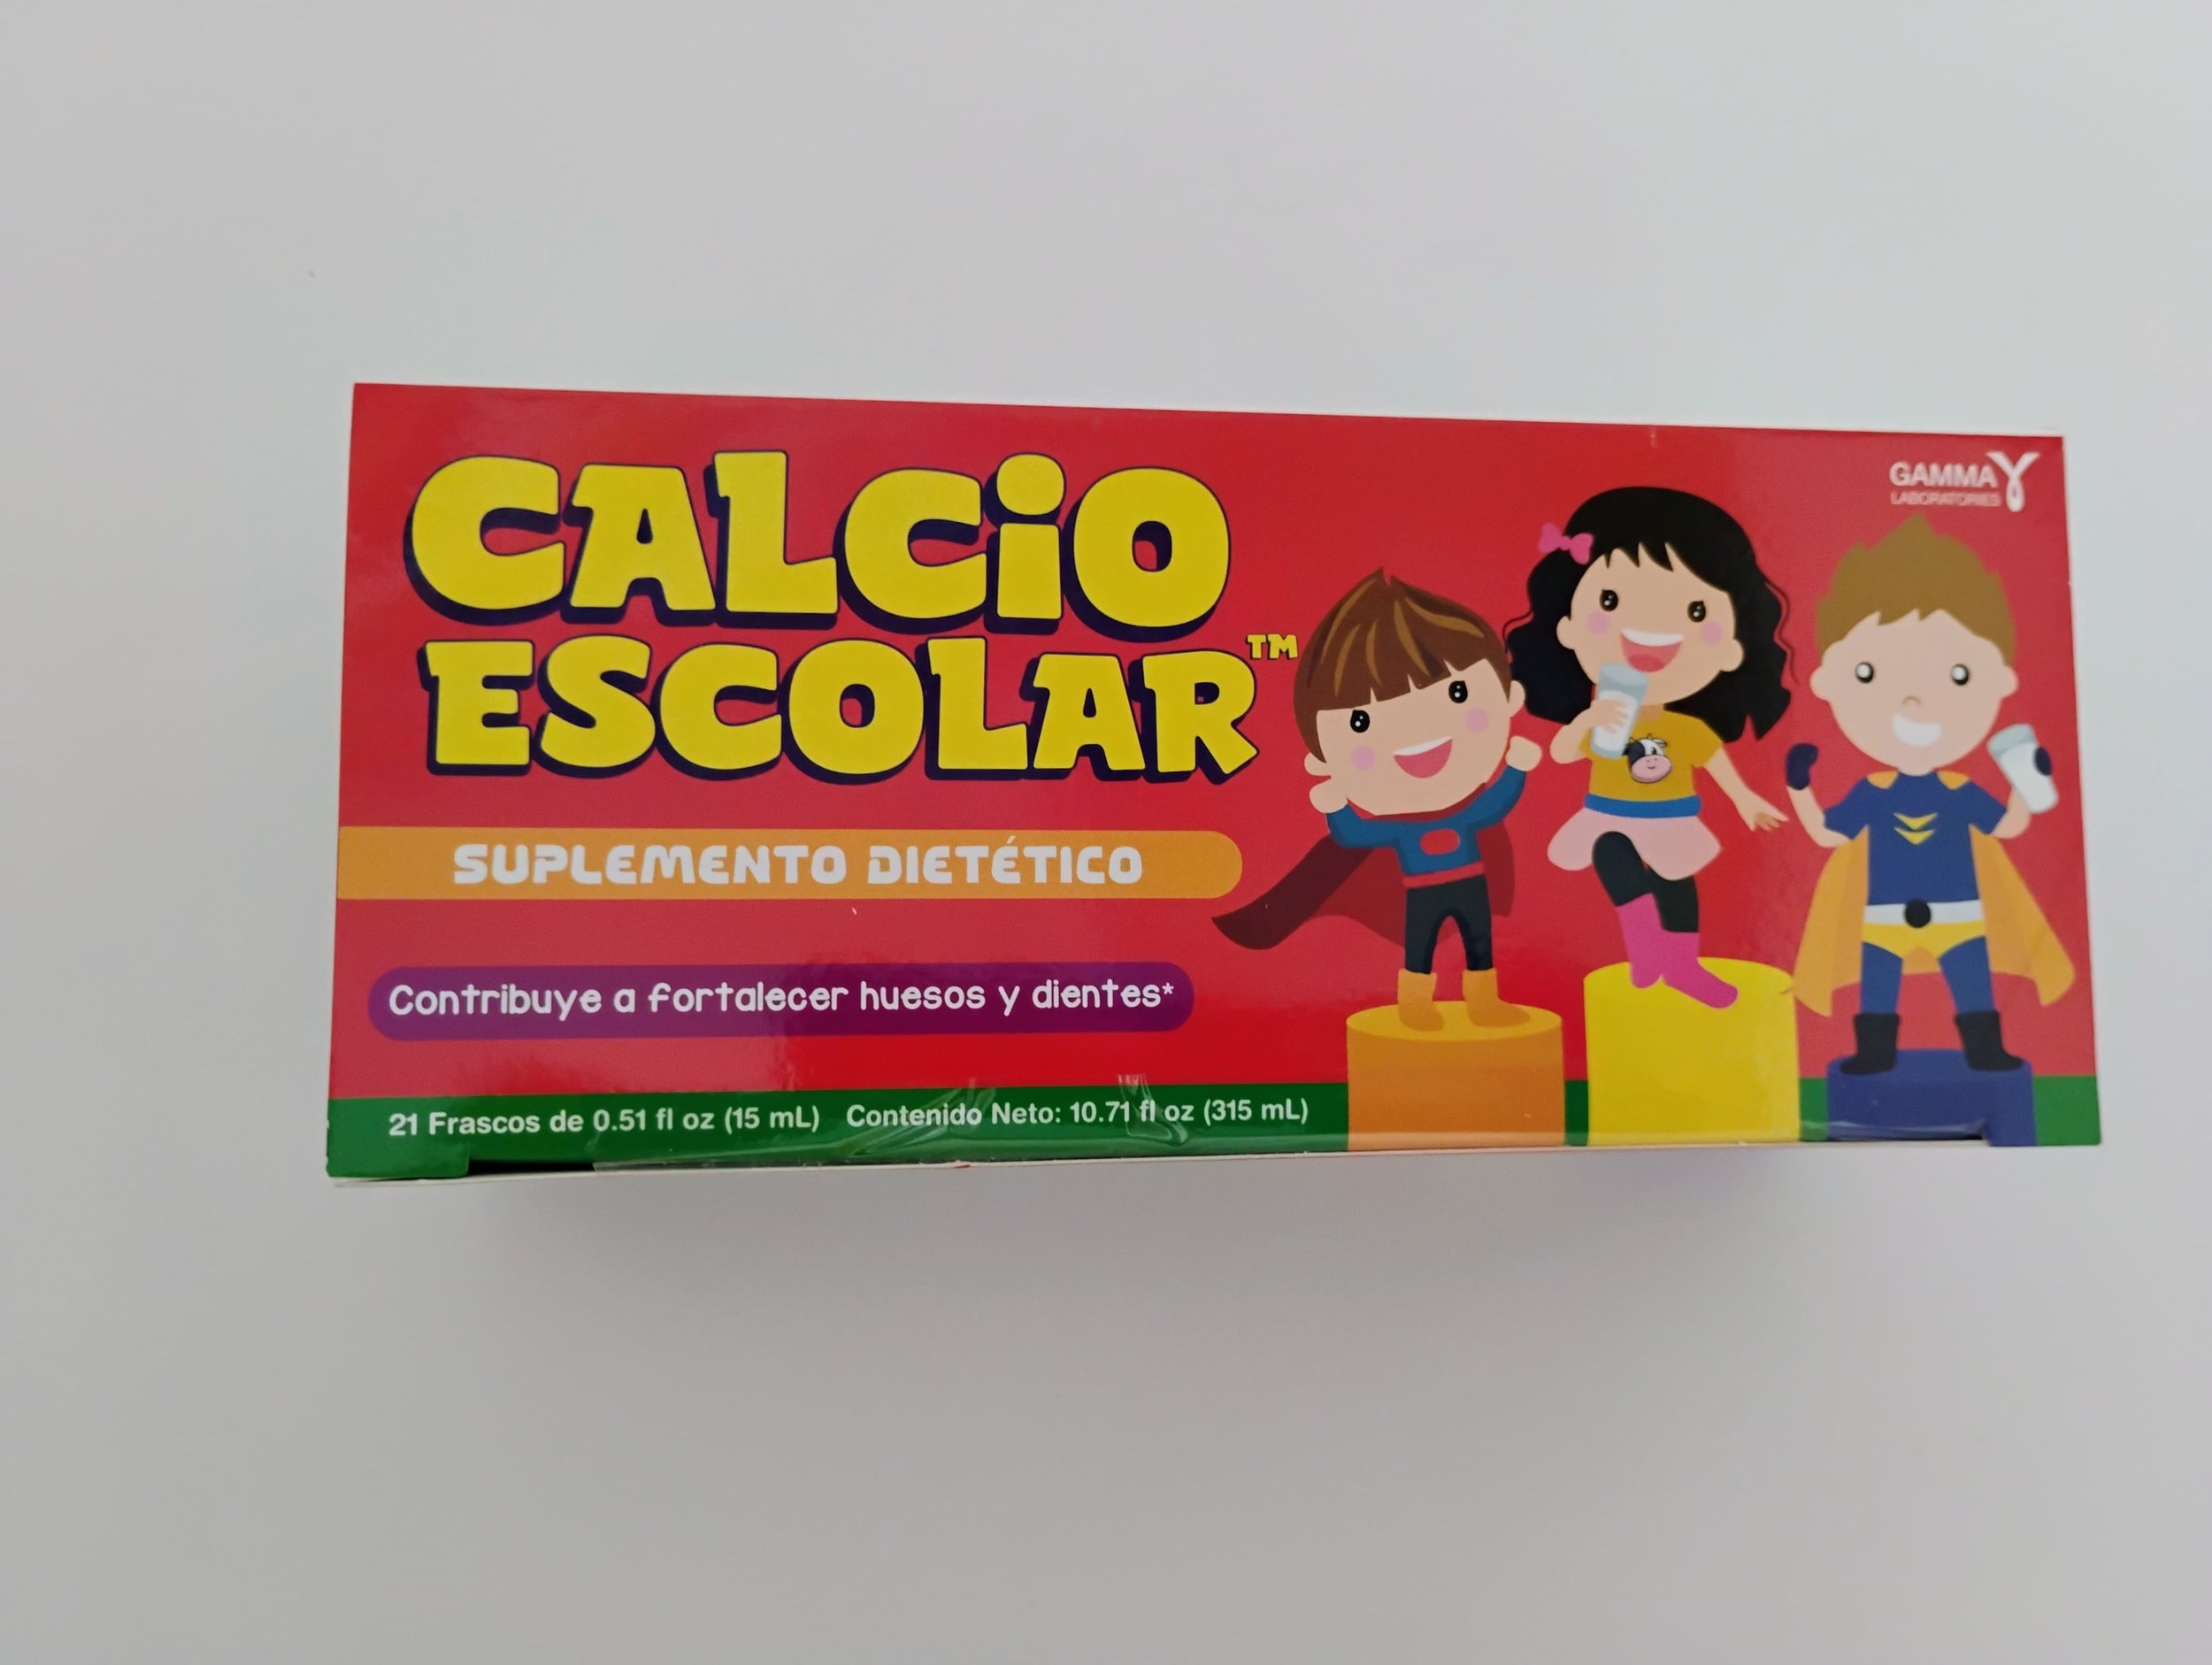 CALCiO
ESCOLAR™
GAMMA
LABORATORIES
SUPLEMENTO DIETÉTICO
Contribuye a fortalecer huesos y dientes*
21 Frascos de 0.51 fl oz (15 mL) Contenido Neto: 10.71 fl oz (315 mL)